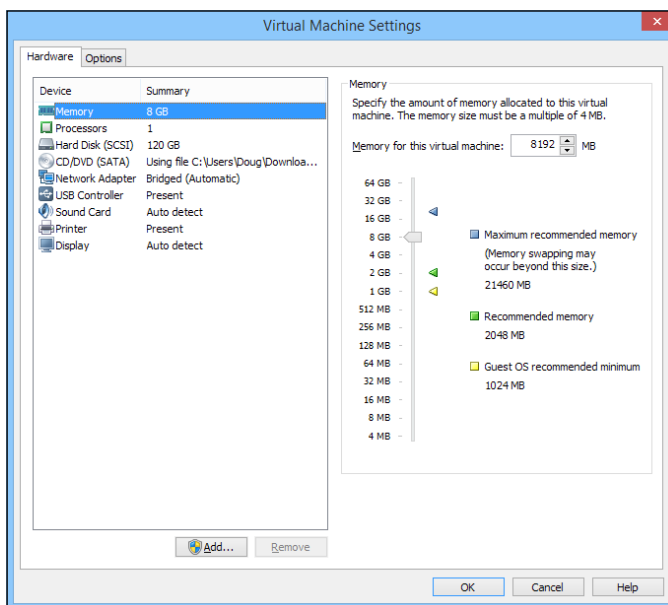 Virtual Machine Settings
Hardware
Options
Device Summary
Memory 8 GB
Processors 1
Hard Disk (SCSI) 120 GB
CD/DVD (SATA) Using file C:\Users\Doug\Downloa...
Network Adapter Bridged (Automatic)
USB Controller Present
Sound Card Auto detect
Printer Present
Display Auto detect
Add...
Remove
Memory
Specify the amount of memory allocated to this virtual
machine. The memory size must be a multiple of 4 MB.
Memory for this virtual machine: 8192 MB
64 GB
32 GB
16 GB
8 GB
4 GB
2 GB
1 GB
512 MB
256 MB
128 MB
64 MB
32 MB
16 MB
8 MB
4 MB
Maximum recommended memory
(Memory swapping may
occur beyond this size.)
21460 MB
Recommended memory
2048 MB
Guest OS recommended minimum
1024 MB
OK
Cancel
Help